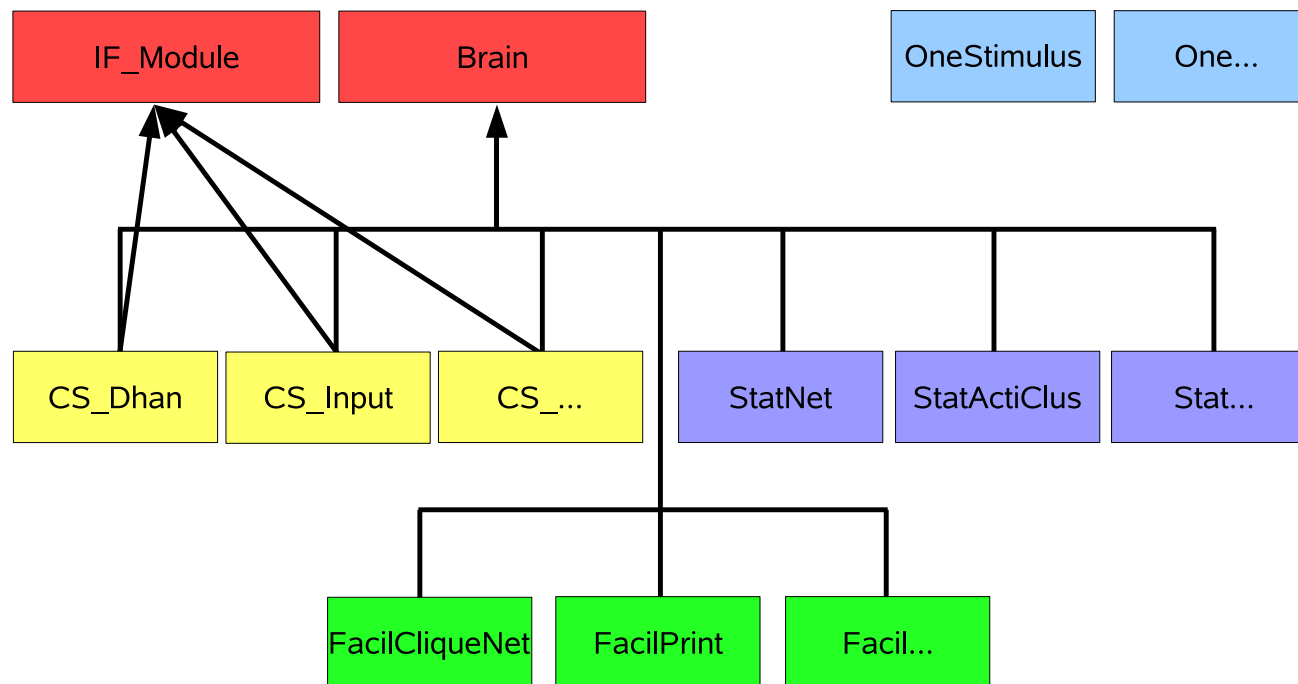 IF_Module
Brain
OneStimulus
One...
CS_Dhan
CS_Input
CS_...
StatNet
StatActiClus
Stat...
FacilCliqueNet
FacilPrint
Facil...